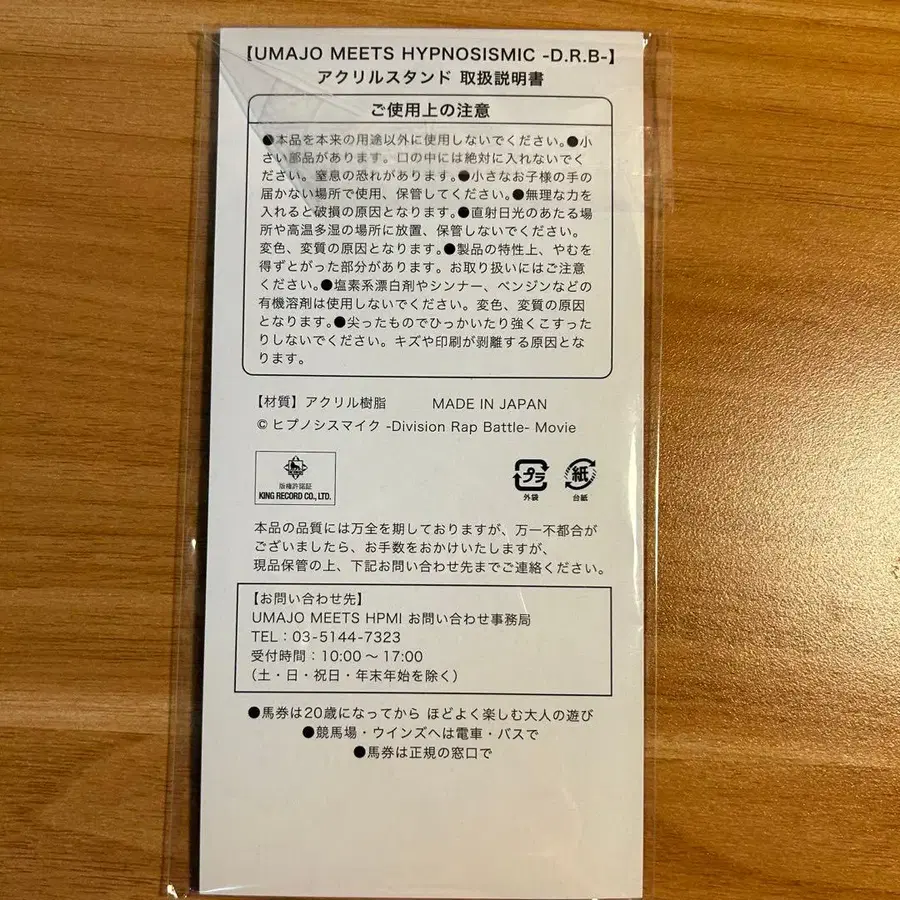 【UMAJO MEETS HYPNOSISMIC -D.R.B-】
アクリルスタンド 取扱説明書
ご使用上の注意
●本品を本来の用途以外に使用しないでください。●小
さい部品があります。口の中には絶対に入れないでく
ださい。窒息の恐れがあります。●小さなお子様の手の
届かない場所で使用、保管してください。●無理な力を
入れると破損の原因となります。●直射日光のあたる場
所や高温多湿の場所に放置、保管しないでください。
変色、変質の原因となります。●製品の特性上、やむを
得ずとがった部分があります。お取り扱いにはご注意
ください。●塩素系漂白剤やシンナー、ベンジンなどの
有機溶剤は使用しないでください。変色、変質の原因
となります。●尖ったものでひっかいたり強くこすった
りしないでください。キズや印刷が剥離する原因とな
ります。
【材質】アクリル樹脂 MADE IN JAPAN
© ヒプノシスマイク -Division Rap Battle- Movie
版権許諾証
KING RECORD CO., LTD.
プラ
外袋
紙
台紙
本品の品質には万全を期しておりますが、万一不都合が
ございましたら、お手数をおかけいたしますが、
現品保管の上、下記お問い合わせ先までご連絡ください。
【お問い合わせ先】
UMAJO MEETS HPMI お問い合わせ事務局
TEL：03-5144-7323
受付時間：10:00～17:00
（土・日・祝日・年末年始を除く）
●馬券は20歳になってから ほどよく楽しむ大人の遊び
●競馬場・ウインズへは電車・バスで
●馬券は正規の窓口で